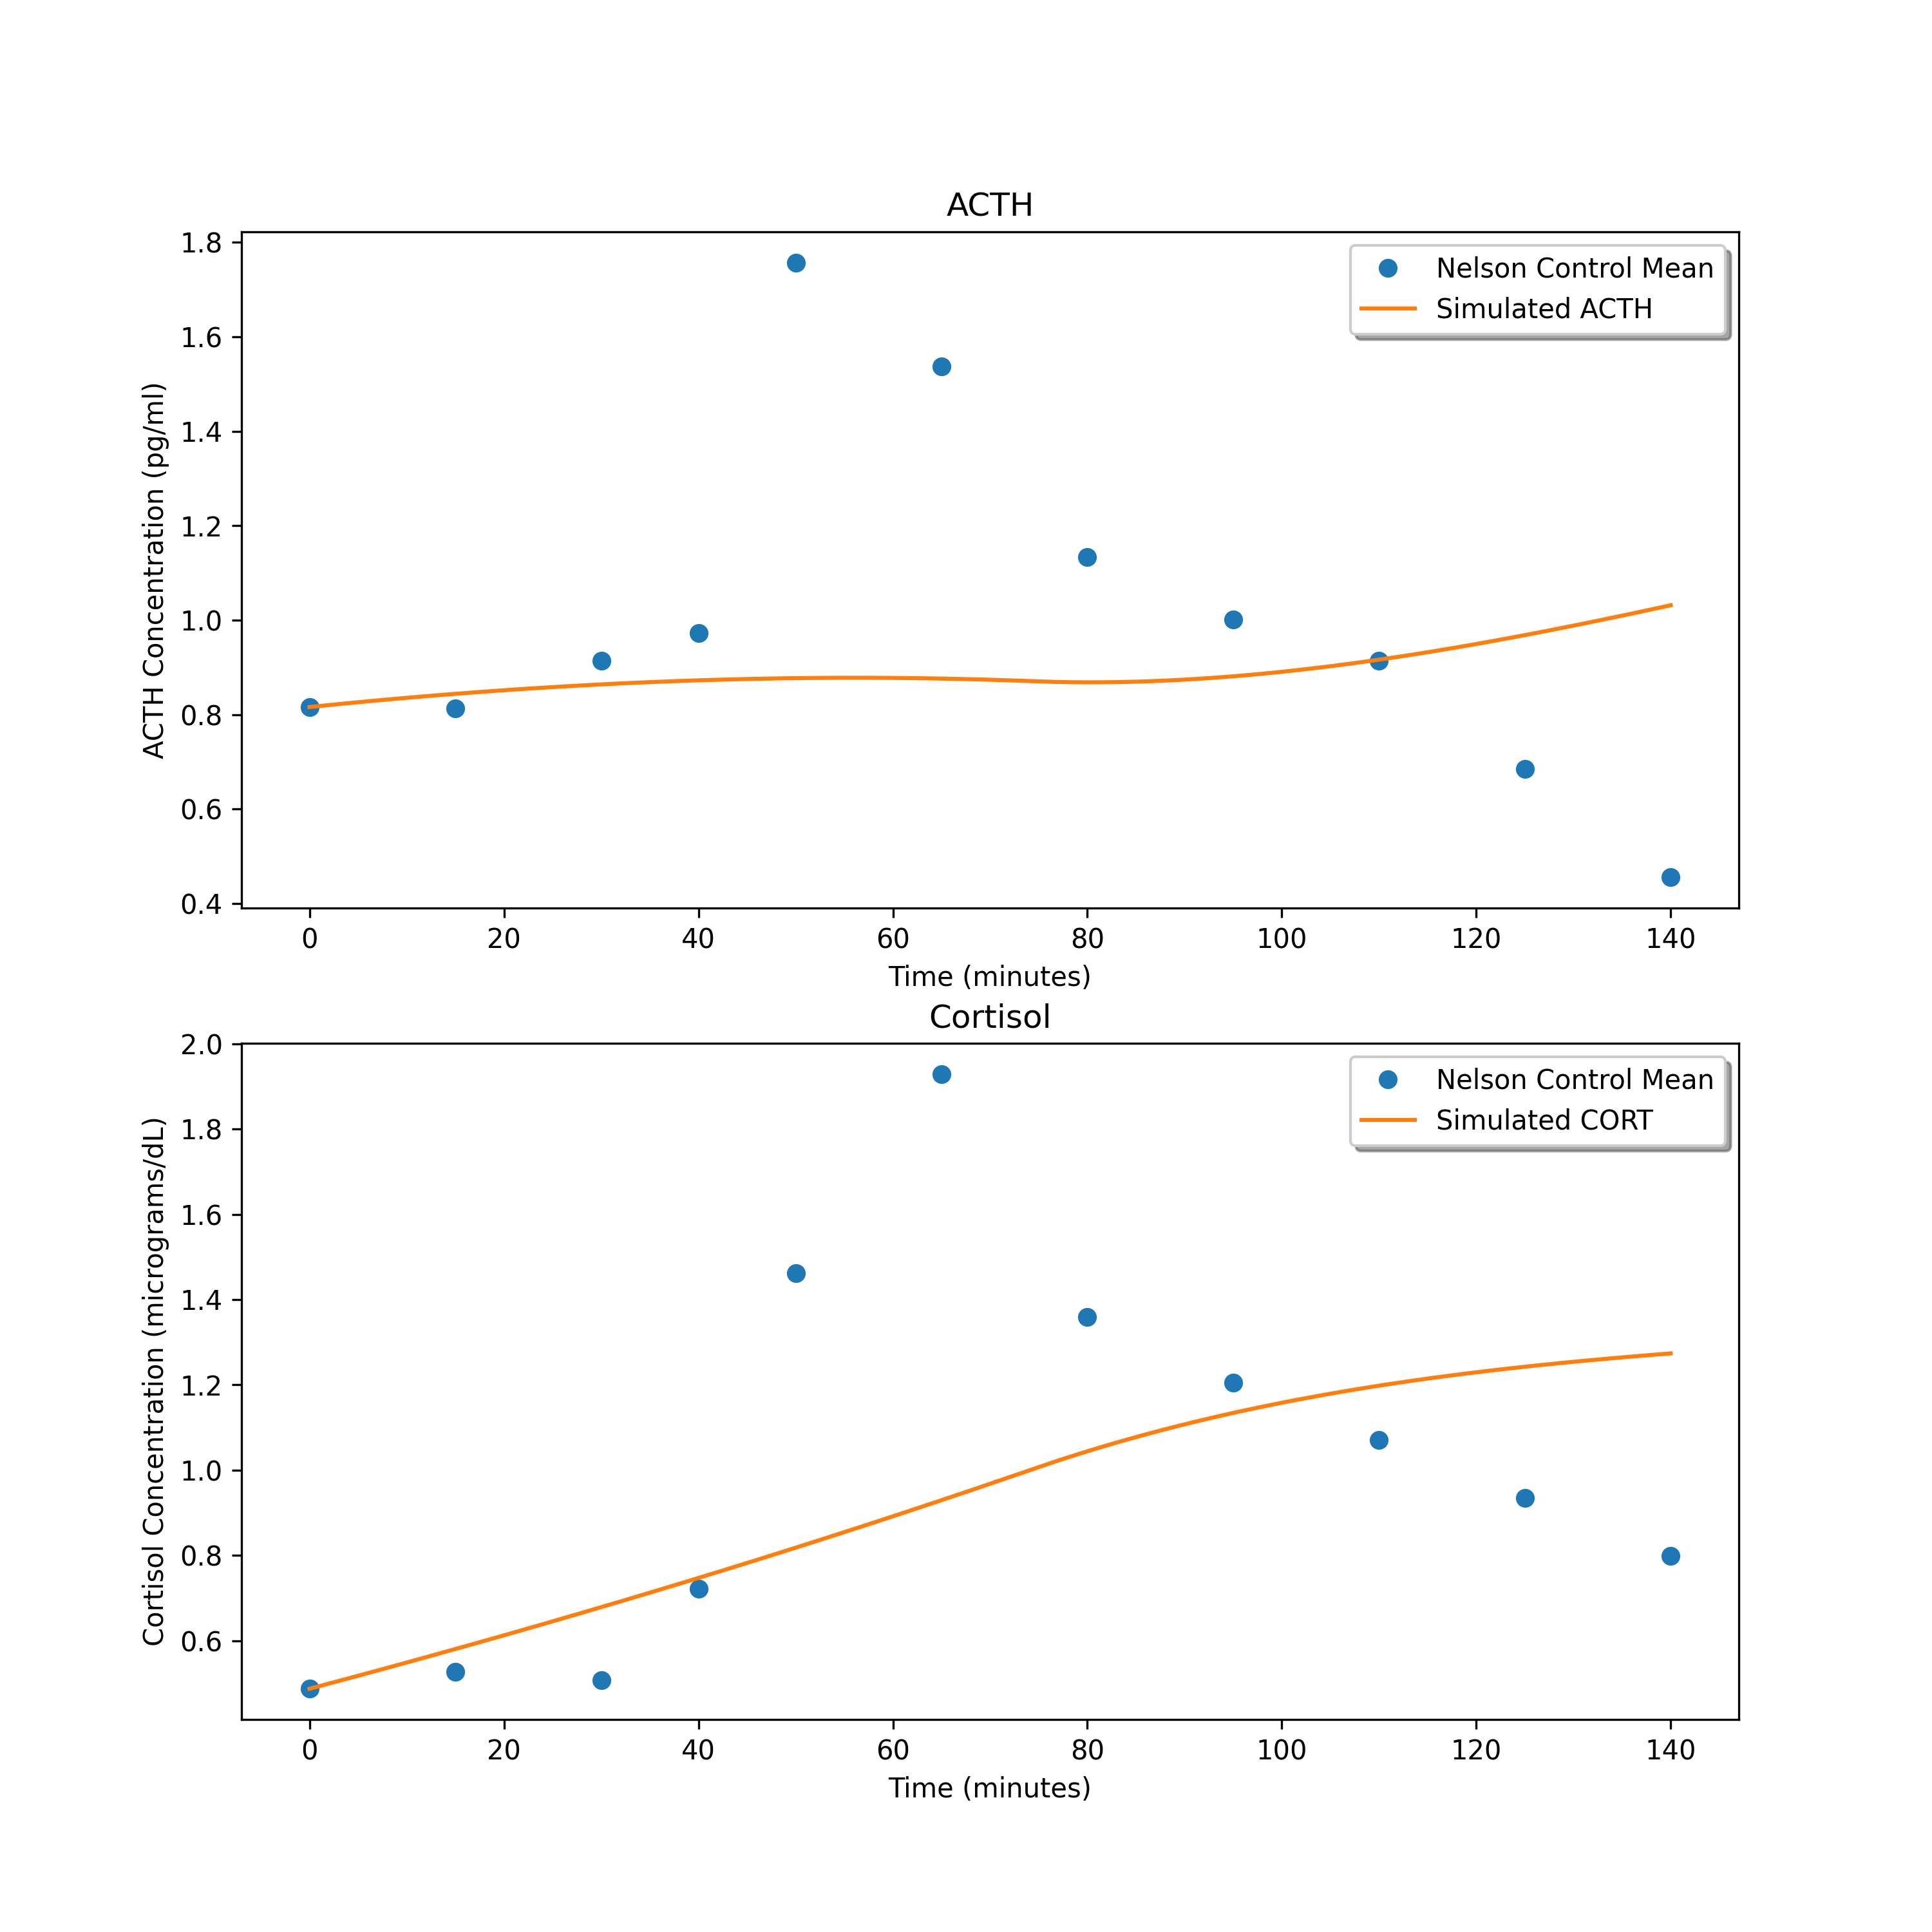 ACTH
1.8
1.6
1.4
1.2
1.0
0.8
0.6
0.4
ACTH Concentration (pg/ml)
Nelson Control Mean
Simulated ACTH
0 20 40 60 80 100 120 140
Time (minutes)
Cortisol
2.0
1.8
1.6
1.4
1.2
1.0
0.8
0.6
Cortisol Concentration (micrograms/dL)
Nelson Control Mean
Simulated CORT
0 20 40 60 80 100 120 140
Time (minutes)